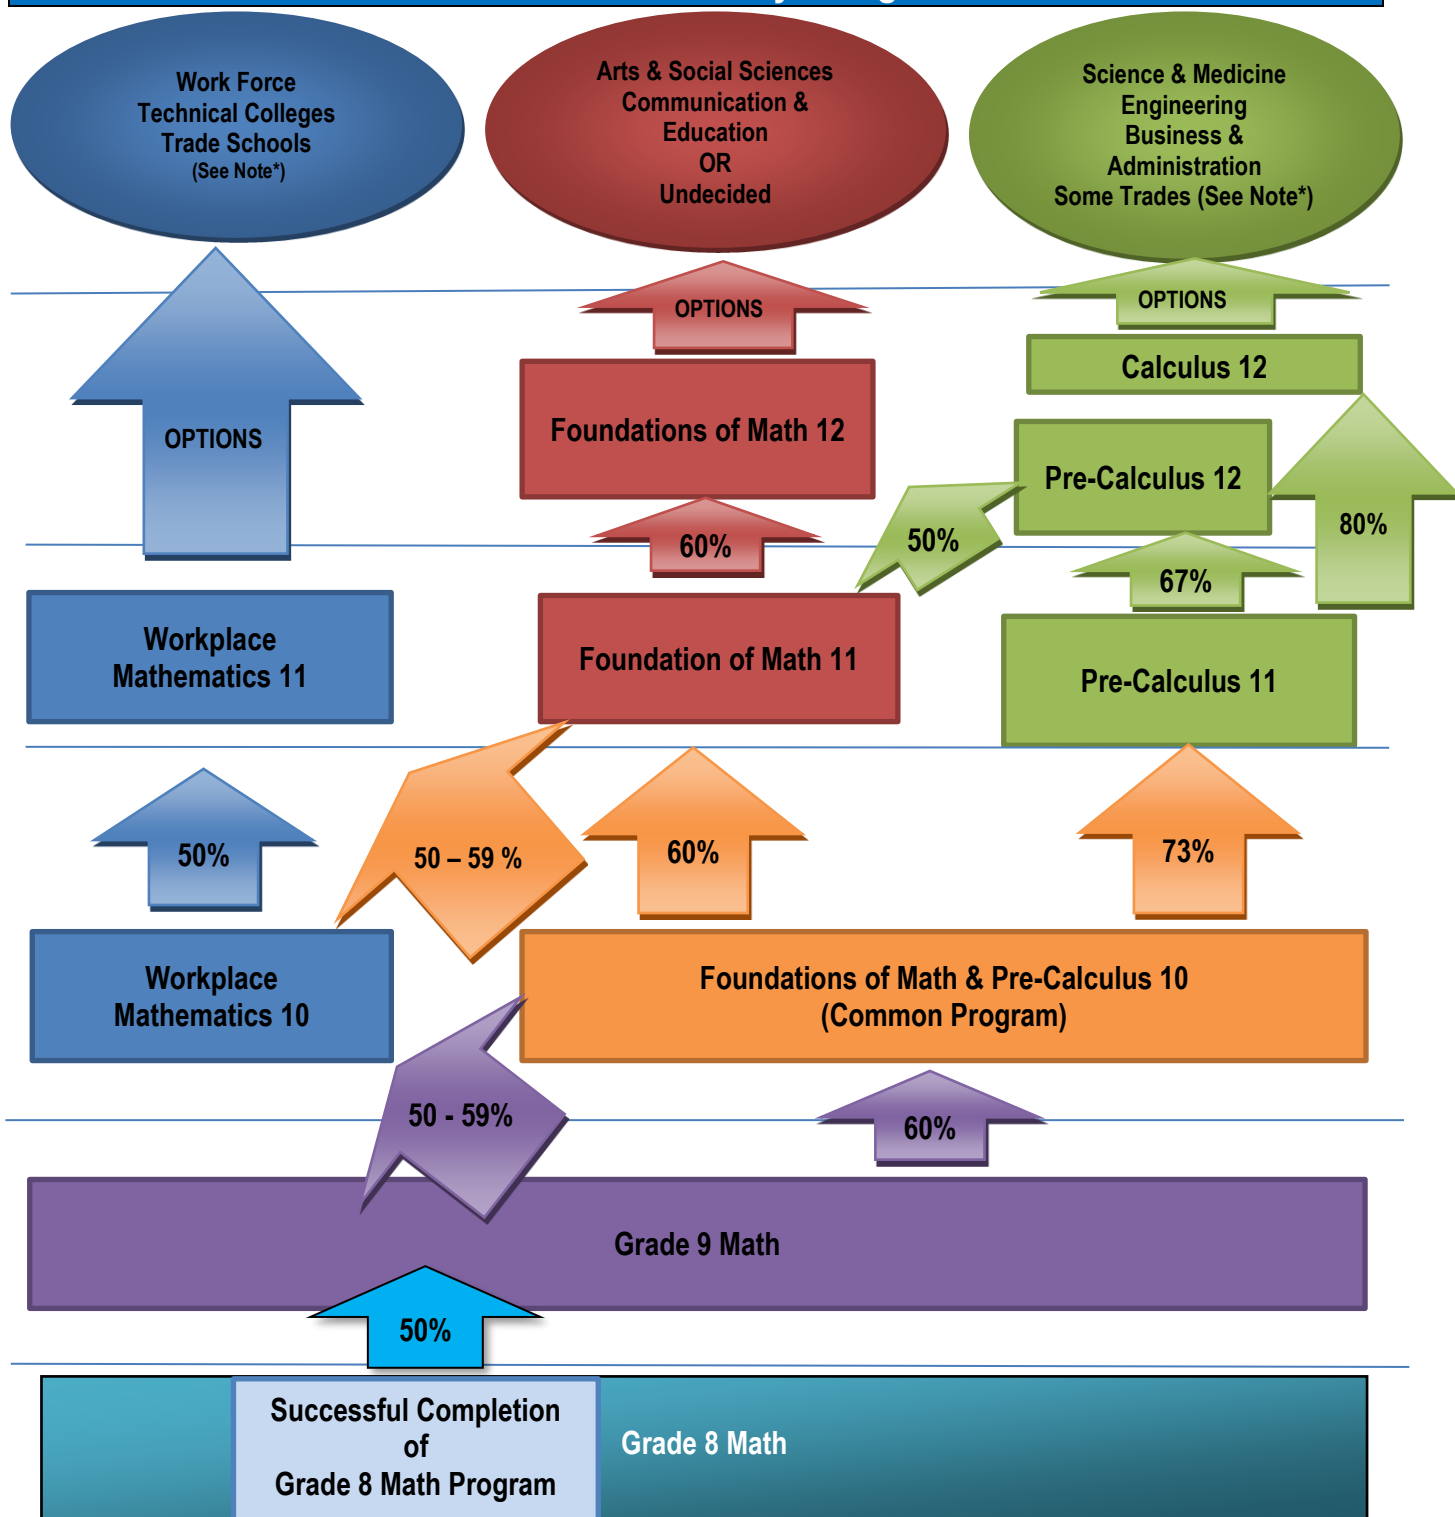 Work Force
Technical Colleges
Trade Schools
(See Note*)
Arts & Social Sciences
Communication &
Education
OR
Undecided
Science & Medicine
Engineering
Business &
Administration
Some Trades (See Note*)
OPTIONS
OPTIONS
OPTIONS
Calculus 12
Foundations of Math 12
Pre-Calculus 12
80%
60%
50%
67%
Workplace
Mathematics 11
Foundation of Math 11
Pre-Calculus 11
50%
50 – 59 %
60%
73%
Workplace
Mathematics 10
Foundations of Math & Pre-Calculus 10
(Common Program)
50 - 59%
60%
Grade 9 Math
50%
Successful Completion
of
Grade 8 Math Program
Grade 8 Math